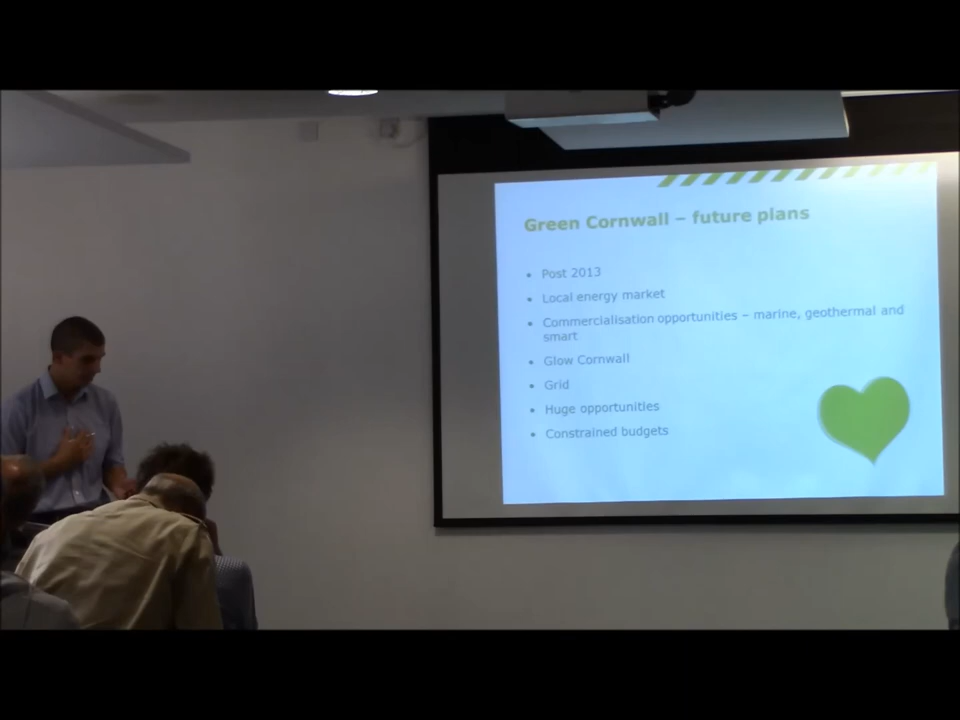 Green Cornwall – future plans
• Post 2013
• Local energy market
• Commercialisation opportunities – marine, geothermal and
smart
• Glow Cornwall
• Grid
• Huge opportunities
• Constrained budgets